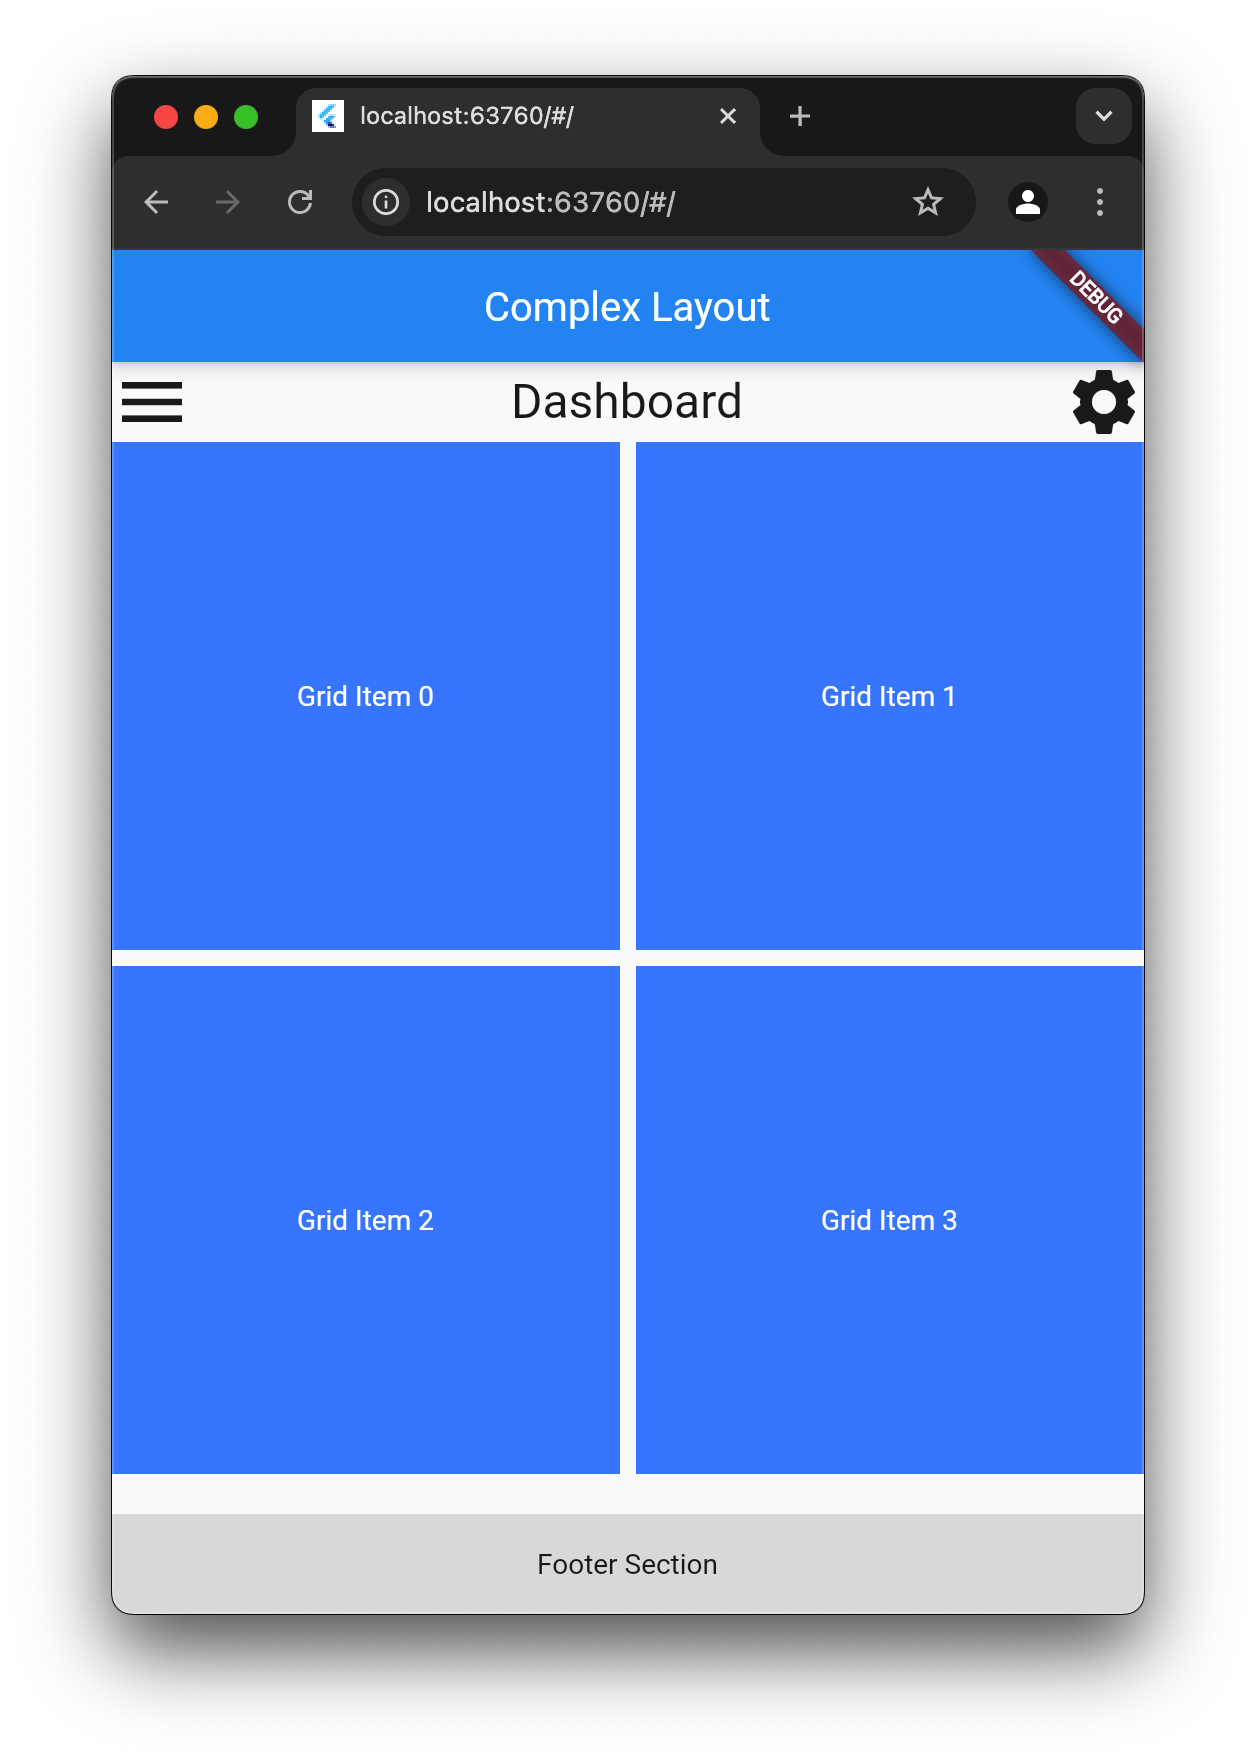 localhost:63760/#/
localhost:63760/#/
Complex Layout
DEBUG
Dashboard
Grid Item 0
Grid Item 1
Grid Item 2
Grid Item 3
Footer Section